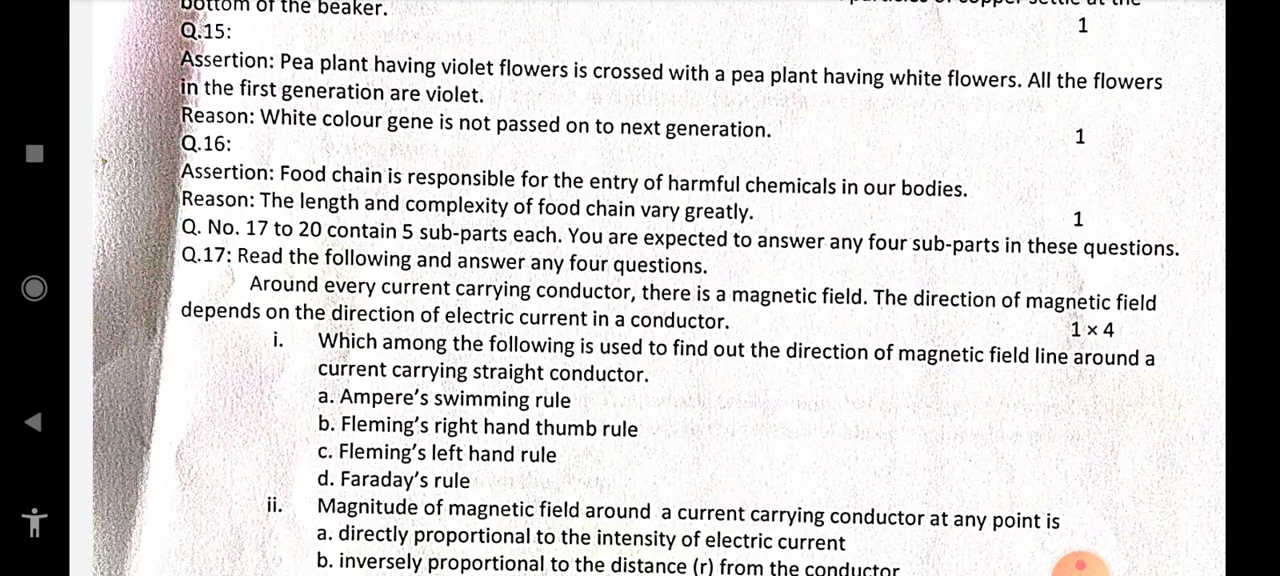 bottom of the beaker.
1
Q.15:
Assertion: Pea plant having violet flowers is crossed with a pea plant having white flowers. All the flowers
in the first generation are violet.
Reason: White colour gene is not passed on to next generation.
1
Q.16:
Assertion: Food chain is responsible for the entry of harmful chemicals in our bodies.
Reason: The length and complexity of food chain vary greatly.
1
Q. No. 17 to 20 contain 5 sub-parts each. You are expected to answer any four sub-parts in these questions.
Q.17: Read the following and answer any four questions.
Around every current carrying conductor, there is a magnetic field. The direction of magnetic field
depends on the direction of electric current in a conductor.
1 × 4
i. Which among the following is used to find out the direction of magnetic field line around a
current carrying straight conductor.
a. Ampere's swimming rule
b. Fleming's right hand thumb rule
c. Fleming's left hand rule
d. Faraday's rule
ii. Magnitude of magnetic field around a current carrying conductor at any point is
a. directly proportional to the intensity of electric current
b. inversely proportional to the distance (r) from the conductor